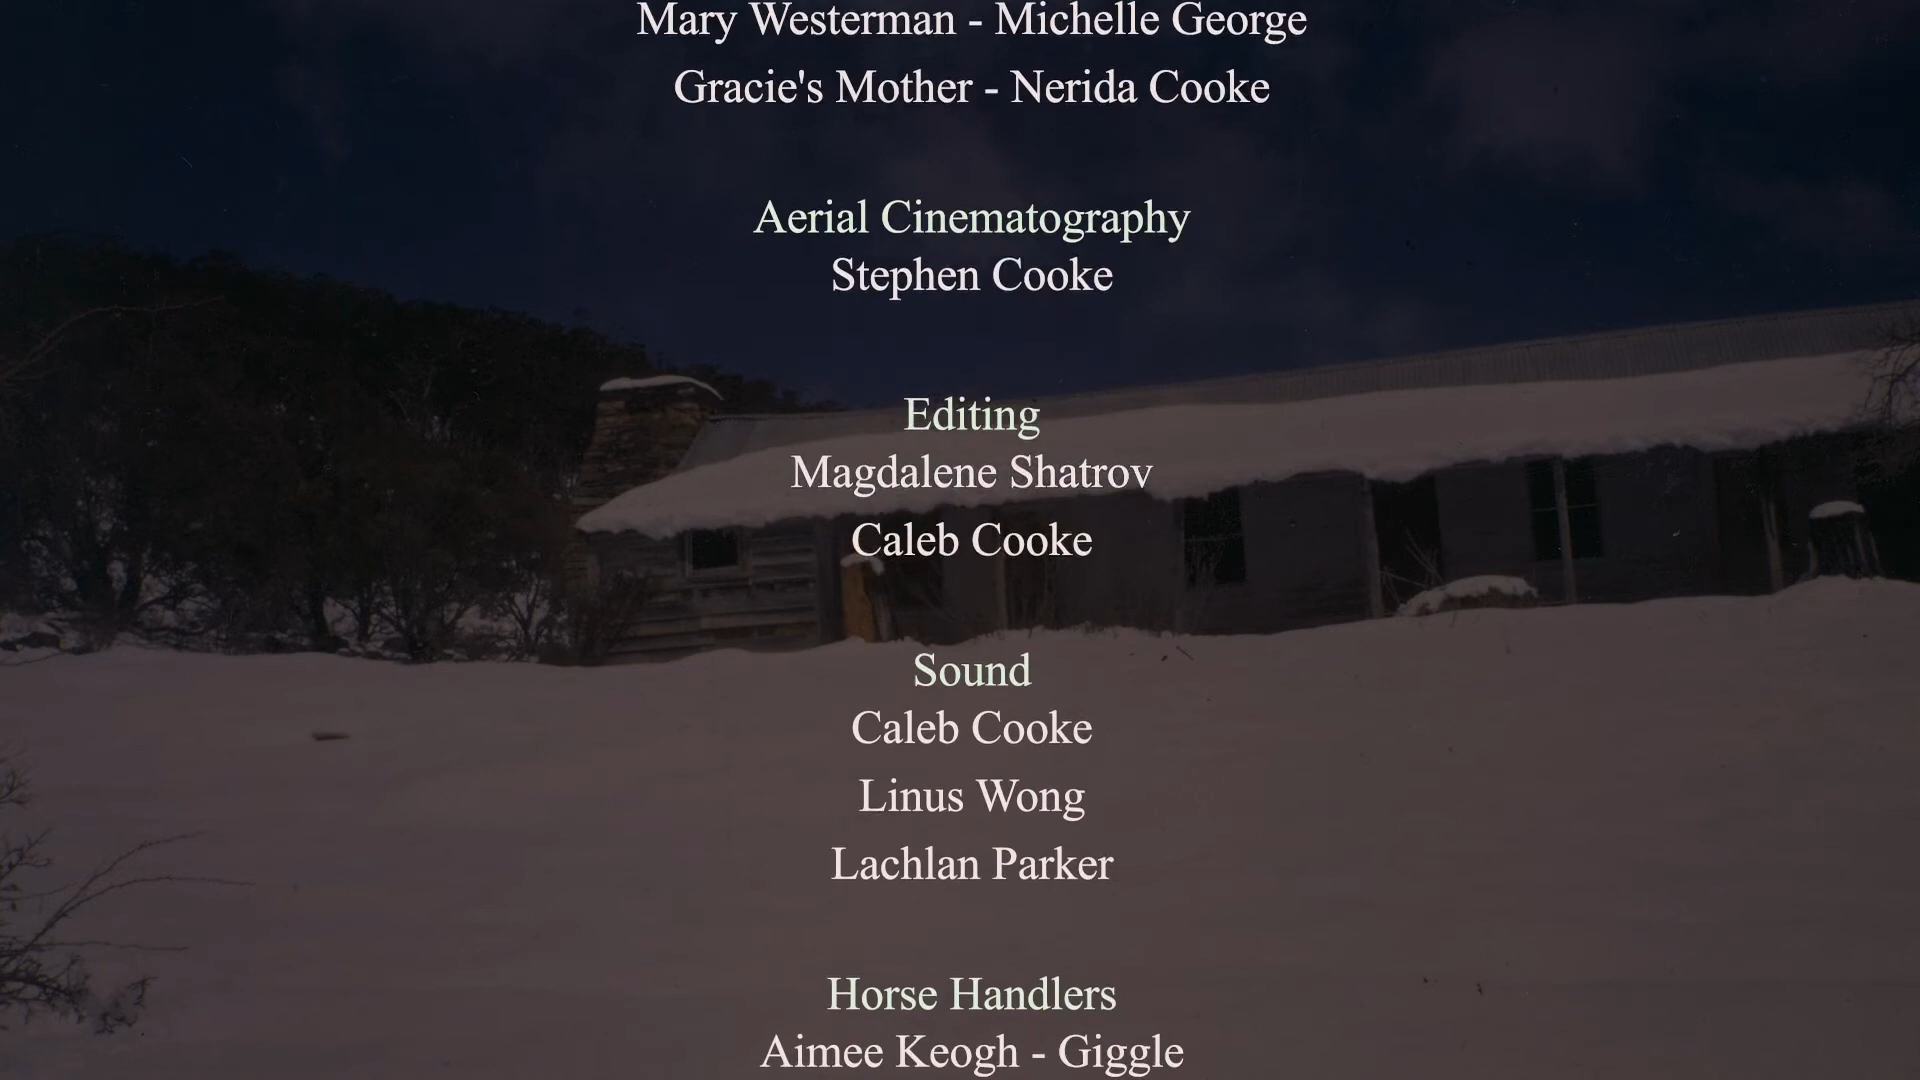 Mary Westerman - Michelle George
Gracie's Mother - Nerida Cooke
Aerial Cinematography
Stephen Cooke
Editing
Magdalene Shatrov
Caleb Cooke
Sound
Caleb Cooke
Linus Wong
Lachlan Parker
Horse Handlers
Aimee Keogh - Giggle